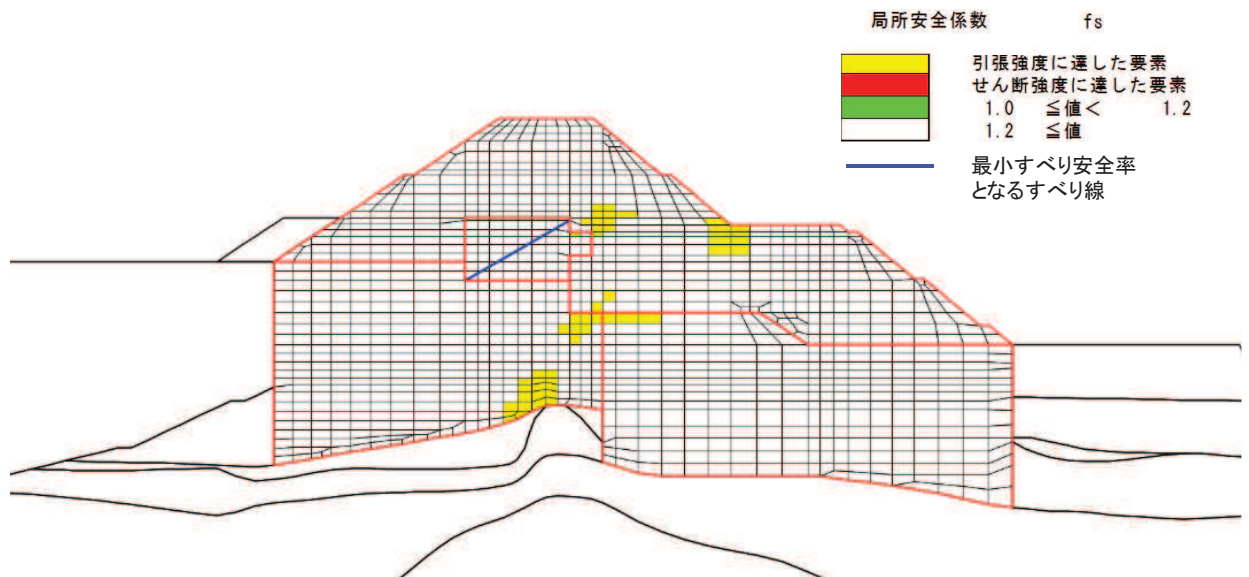 局所安全係数 fs
引張強度に達した要素
せん断強度に達した要素
1.0 ≦値< 1.2
1.2 ≦値
最小すべり安全率
となるすべり線